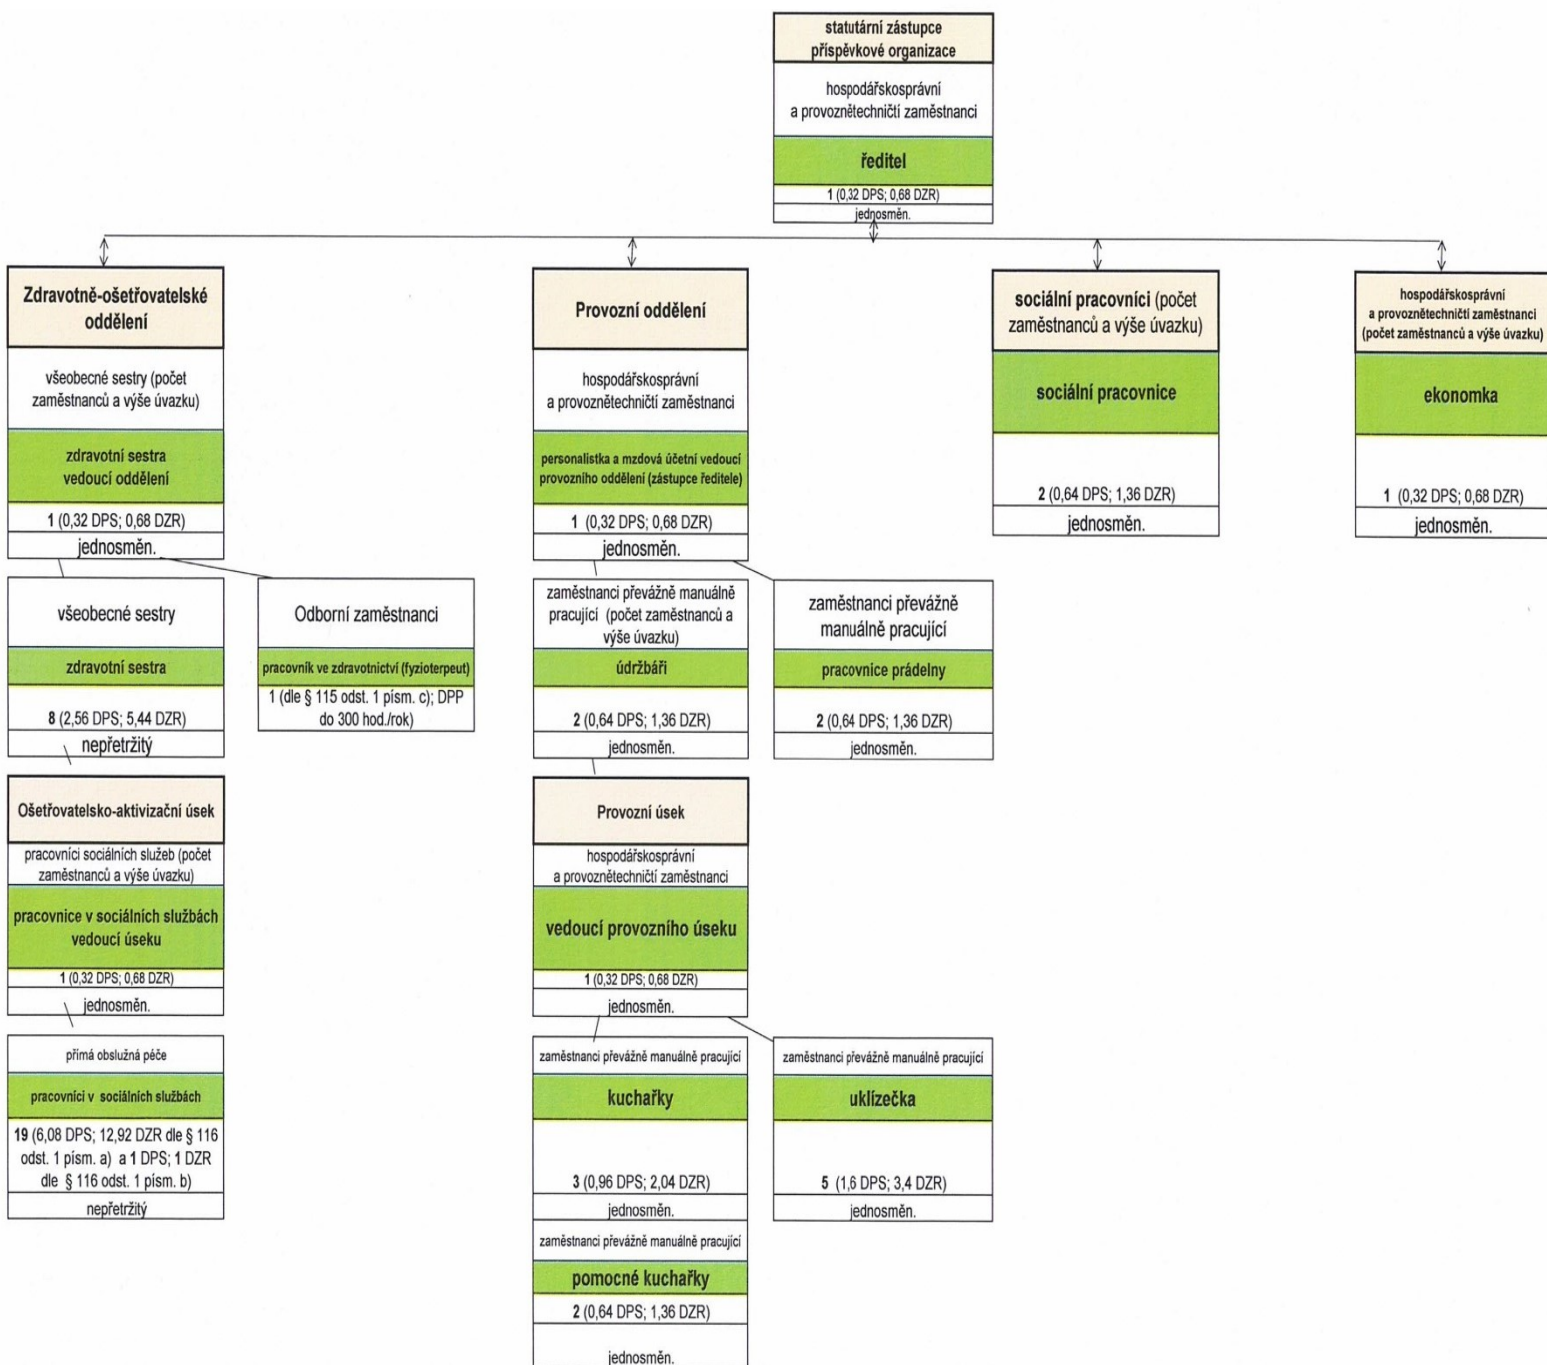 statutární zástupce
příspěvkové organizace
hospodářskosprávní
a provoznětechničtí zaměstnanci
ředitel
1 (0,32 DPS; 0,68 DZR)
jednosměn.
Zdravotně-ošetřovatelské
oddělení
všeobecné sestry (počet
zaměstnanců a výše úvazku)
zdravotní sestra
vedoucí oddělení
1 (0,32 DPS; 0,68 DZR)
jednosměn.
Provozní oddělení
hospodářskosprávní
a provoznětechničtí zaměstnanci
personalistka a mzdová účetní vedoucí
provozního oddělení (zástupce ředitele)
1 (0,32 DPS; 0,68 DZR)
jednosměn.
sociální pracovníci (počet
zaměstnanců a výše úvazku)
sociální pracovnice
2 (0,64 DPS; 1,36 DZR)
jednosměn.
hospodářskosprávní
a provoznětechničtí zaměstnanci
(počet zaměstnanců a výše úvazku)
ekonomka
1 (0,32 DPS; 0,68 DZR)
jednosměn.
všeobecné sestry
zdravotní sestra
8 (2,56 DPS; 5,44 DZR)
nepřetržitý
Odborní zaměstnanci
pracovník ve zdravotnictví (fyzioterpeut)
1 (dle § 115 odst. 1 písm. c); DPP
do 300 hod./rok)
zaměstnanci převážně manuálně
pracující (počet zaměstnanců a
výše úvazku)
údržbáři
2 (0,64 DPS; 1,36 DZR)
jednosměn.
zaměstnanci převážně
manuálně pracující
pracovnice prádelny
2 (0,64 DPS; 1,36 DZR)
jednosměn.
Ošetřovatelsko-aktivizační úsek
pracovníci sociálních služeb (počet
zaměstnanců a výše úvazku)
pracovnice v sociálních službách
vedoucí úseku
1 (0,32 DPS; 0,68 DZR)
jednosměn.
Provozní úsek
hospodářskosprávní
a provoznětechničtí zaměstnanci
vedoucí provozního úseku
1 (0,32 DPS; 0,68 DZR)
jednosměn.
přímá obslužná péče
pracovníci v sociálních službách
19 (6,08 DPS; 12,92 DZR dle § 116
odst. 1 písm. a) a 1 DPS; 1 DZR
dle § 116 odst. 1 písm. b)
nepřetržitý
zaměstnanci převážně manuálně pracující
kuchařky
3 (0,96 DPS; 2,04 DZR)
jednosměn.
zaměstnanci převážně manuálně pracující
uklízečka
5 (1,6 DPS; 3,4 DZR)
jednosměn.
zaměstnanci převážně manuálně pracující
pomocné kuchařky
2 (0,64 DPS; 1,36 DZR)
jednosměn.